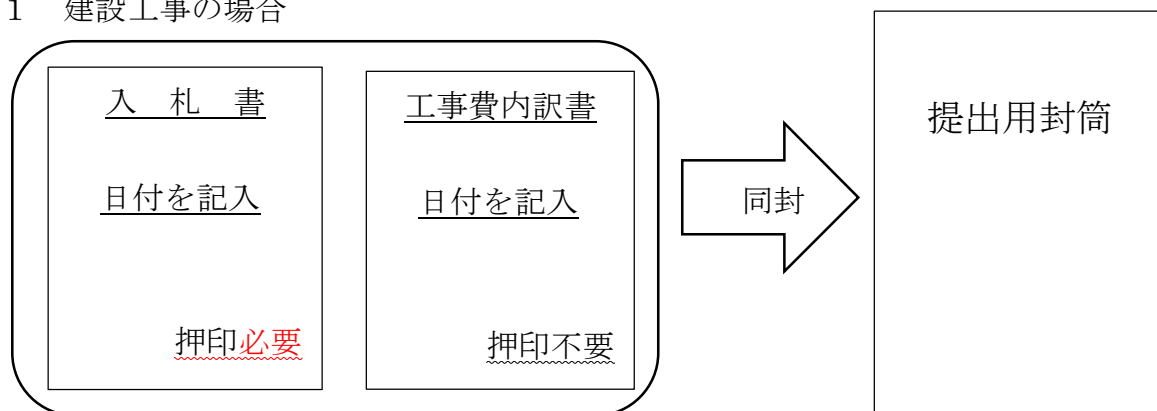 1　建設工事の場合
入　札　書
日付を記入
押印必要
工事費内訳書
日付を記入
押印不要
同封
提出用封筒